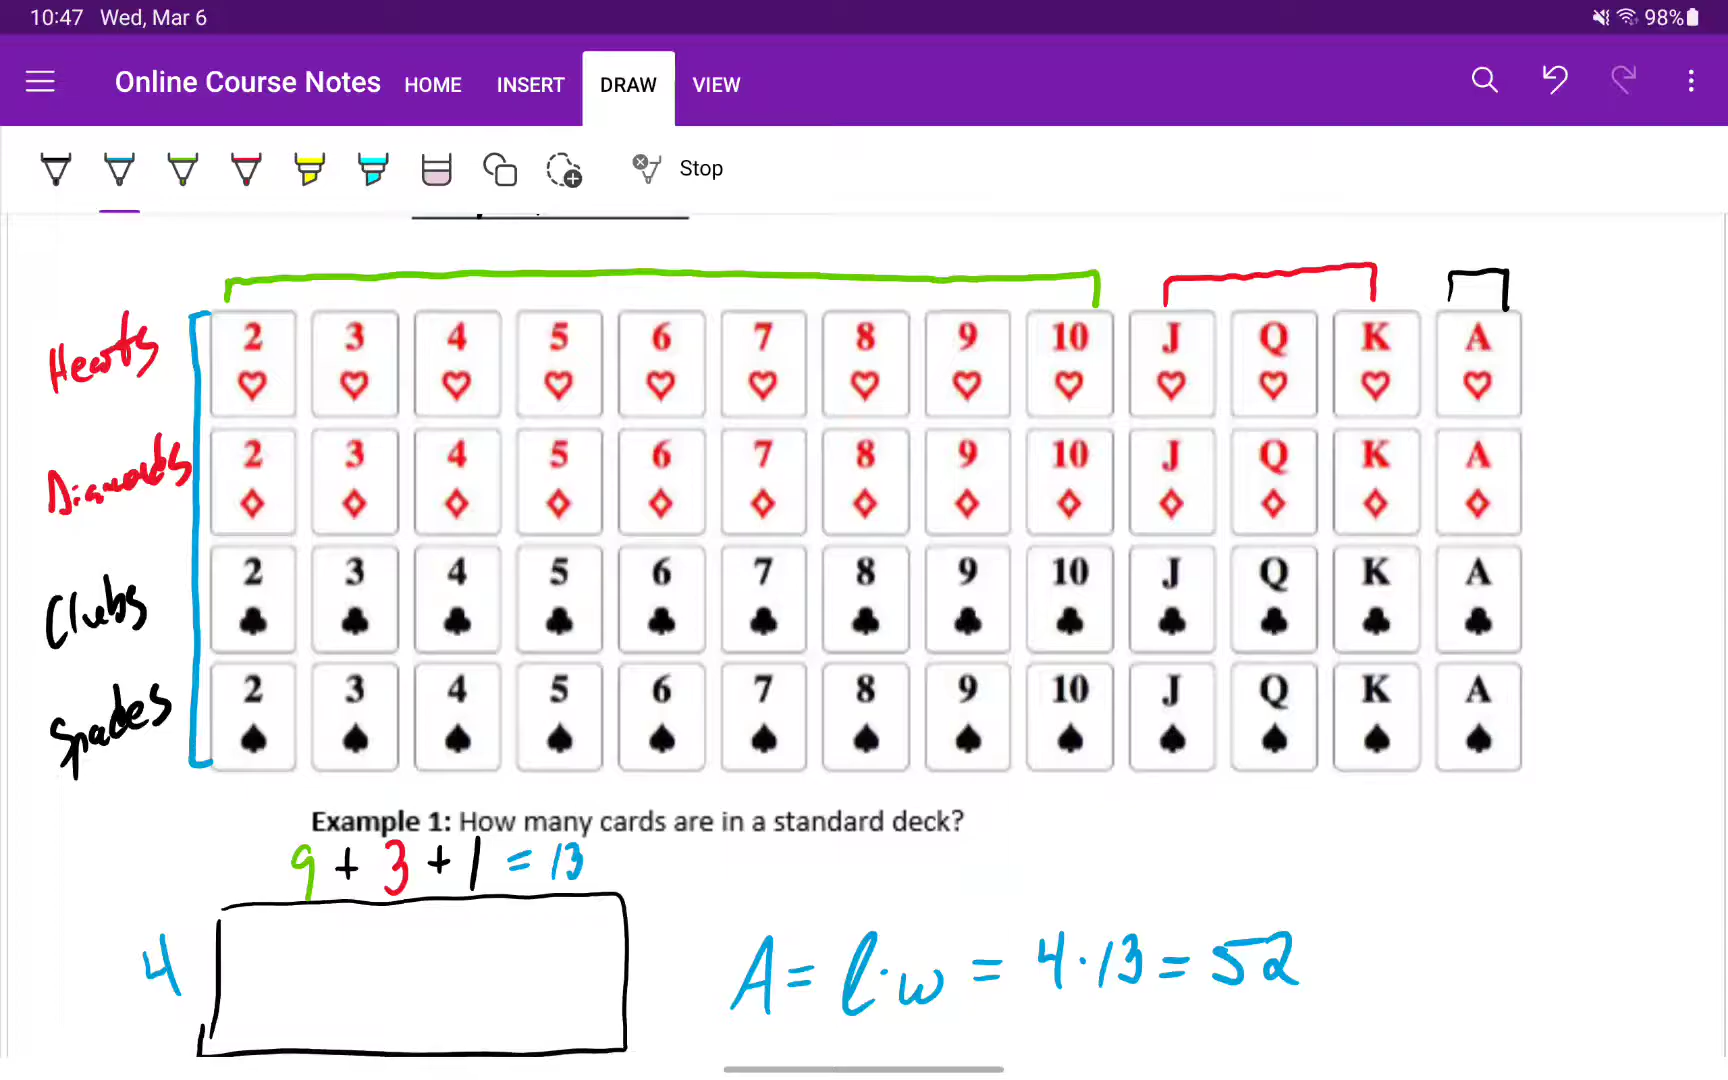 10:47 Wed, Mar 6 98%
Online Course Notes HOME INSERT DRAW VIEW
Stop
Hearts 2 3 4 5 6 7 8 9 10 J Q K A
Diamonds 2 3 4 5 6 7 8 9 10 J Q K A
Clubs 2 3 4 5 6 7 8 9 10 J Q K A
Spades 2 3 4 5 6 7 8 9 10 J Q K A
Example 1: How many cards are in a standard deck?
9 + 3 + 1 = 13
4
A = l·w = 4·13 = 52